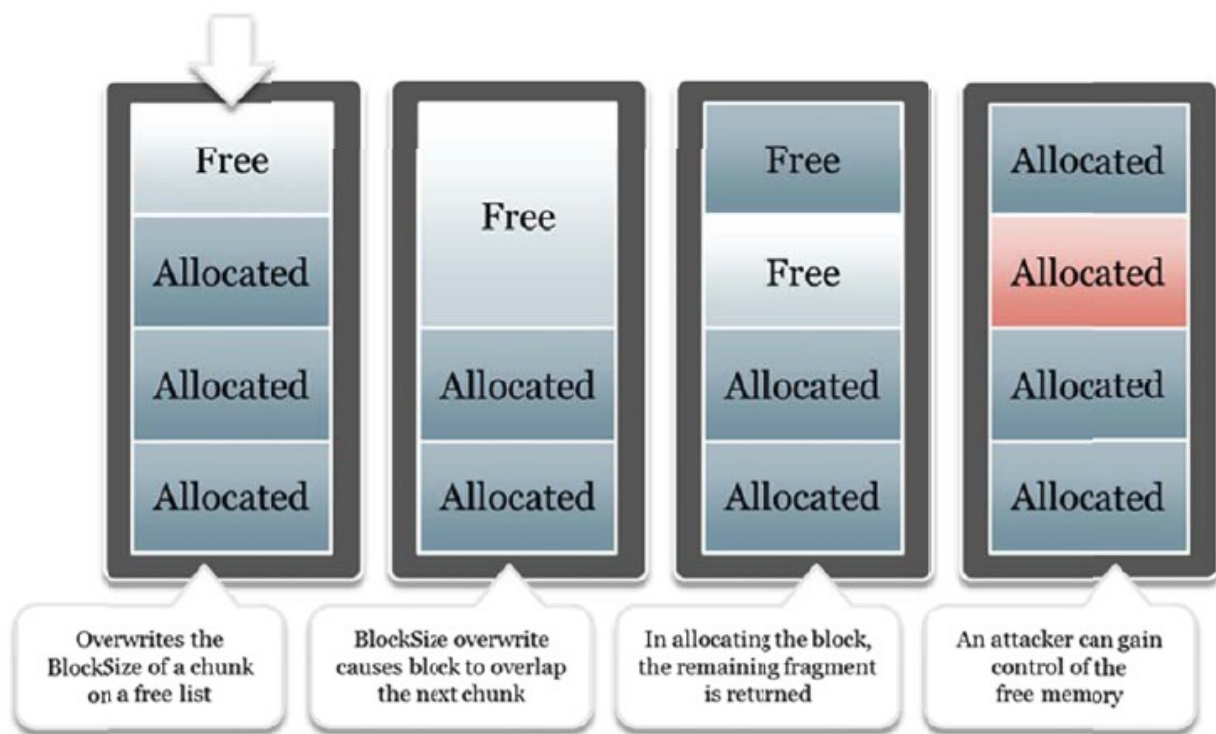 Free
Allocated
Allocated
Allocated
Free
Allocated
Allocated
Free
Free
Allocated
Allocated
Allocated
Allocated
Allocated
Allocated
Overwrites the
BlockSize of a chunk
on a free list
BlockSize overwrite
causes block to overlap
the next chunk
In allocating the block,
the remaining fragment
is returned
An attacker can gain
control of the
free memory